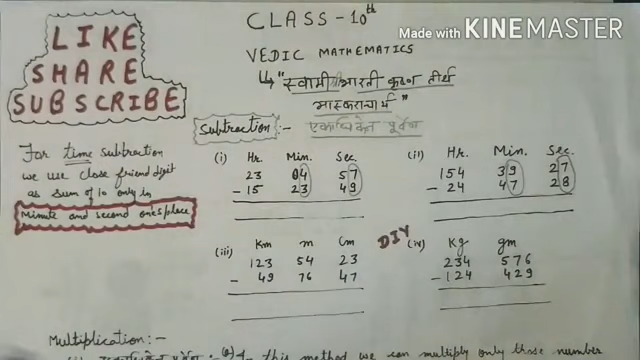 LIKE
SHARE
SUBSCRIBE
Made with KINEMASTER
CLASS - 10th
VEDIC MATHEMATICS
"स्वामी भारती कृष्ण तीर्थ
भास्कराचार्य"
Subtraction :- एकाधिकेन पूर्वेण
For time subtraction
we use close friend digit
as sum of 10 only in
Minute and second one's place
(i) Hr. Min. Sec.
23 04 57
- 15 23 49
(ii) Hr. Min. Sec.
154 39 27
- 24 47 28
(iii) Km m Cm
123 54 23
- 49 76 47
DIY (iv) Kg gm
234 576
- 124 429
Multiplication :-
In this method we can multiply only those number